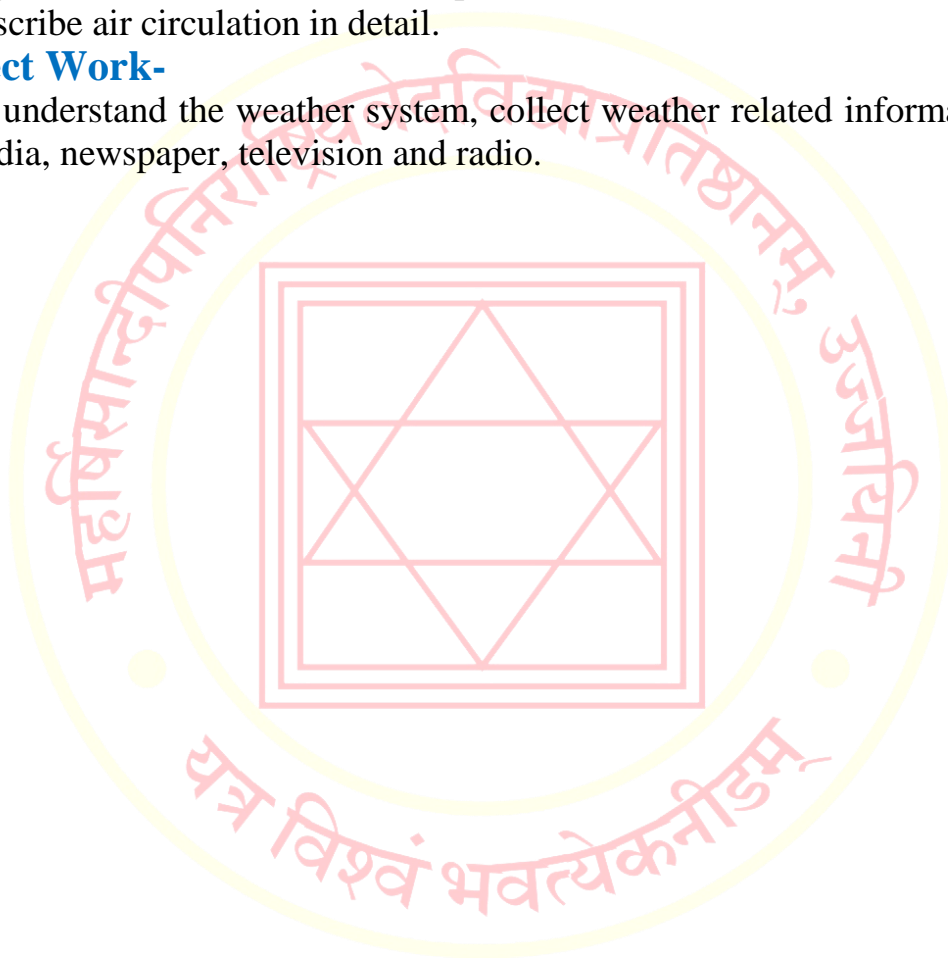 scribe air circulation in detail.
ect Work-
understand the weather system, collect weather related informa
dia, newspaper, television and radio.
महर्षिसान्दीपनिराष्ट्रियवेदविद्याप्रतिष्ठानम्, उज्जयिनी
यत्र विश्वं भवत्येकनीडम्